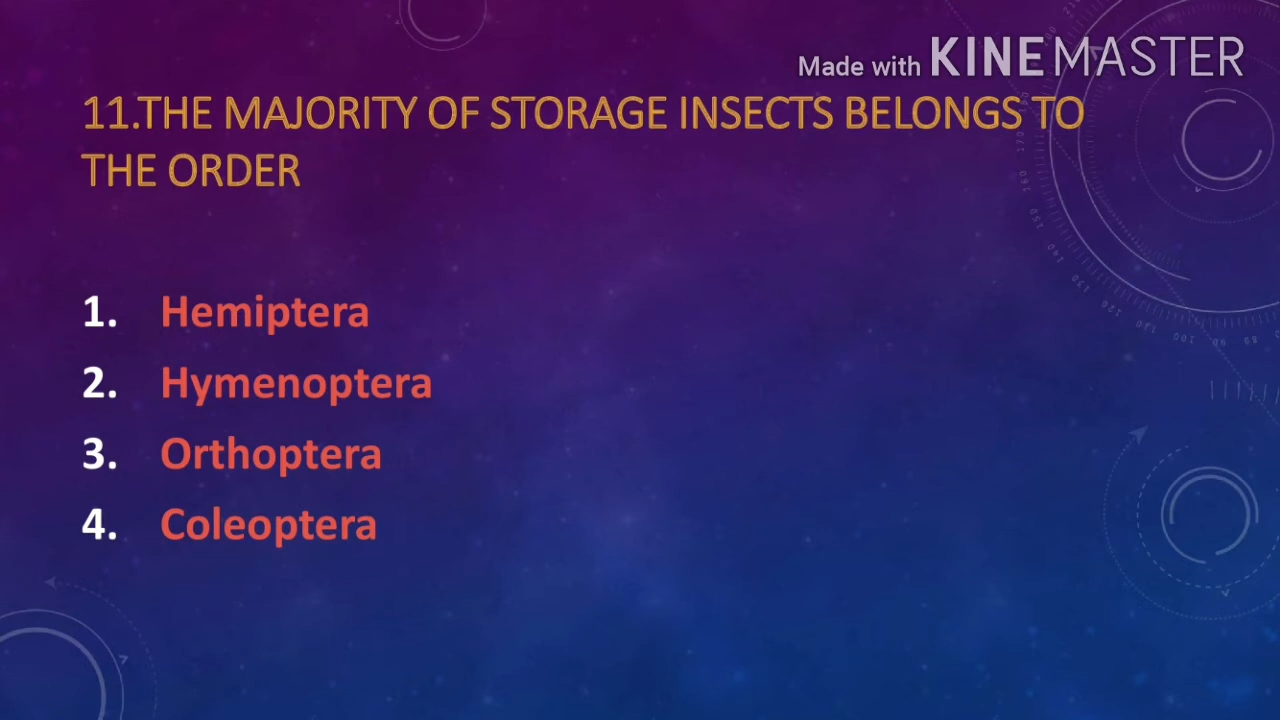 Made with KINEMASTER
11.THE MAJORITY OF STORAGE INSECTS BELONGS TO
THE ORDER
1. Hemiptera
2. Hymenoptera
3. Orthoptera
4. Coleoptera